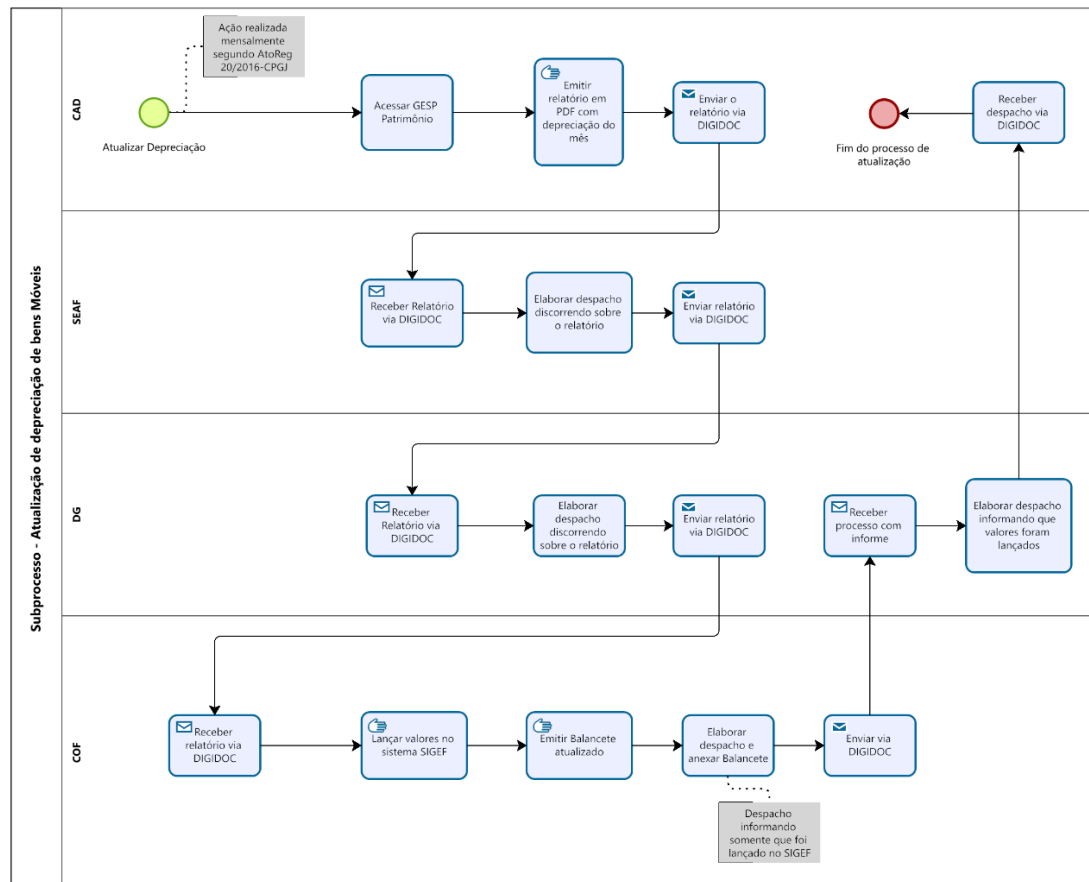 Subprocesso - Atualização de depreciação de bens Móveis
CAD
Ação realizada
mensalmente
segundo AtoReg
20/2016-CPGJ
Atualizar Depreciação
Acessar GESP
Patrimônio
Emitir
relatório em
PDF com
depreciação do
mês
Enviar o
relatório via
DIGIDOC
Fim do processo de
atualização
Receber
despacho via
DIGIDOC
SEAF
Receber Relatório
via DIGIDOC
Elaborar despacho
discorrendo sobre
o relatório
Enviar relatório
via DIGIDOC
DG
Receber
Relatório via
DIGIDOC
Elaborar
despacho
discorrendo
sobre o relatório
Enviar relatório
via DIGIDOC
Receber
processo com
informe
Elaborar despacho
informando que
valores foram
lançados
COF
Receber
relatório via
DIGIDOC
Lançar valores no
sistema SIGEF
Emitir Balancete
atualizado
Elaborar
despacho e
anexar Balancete
Enviar via
DIGIDOC
Despacho
informando
somente que foi
lançado no SIGEF